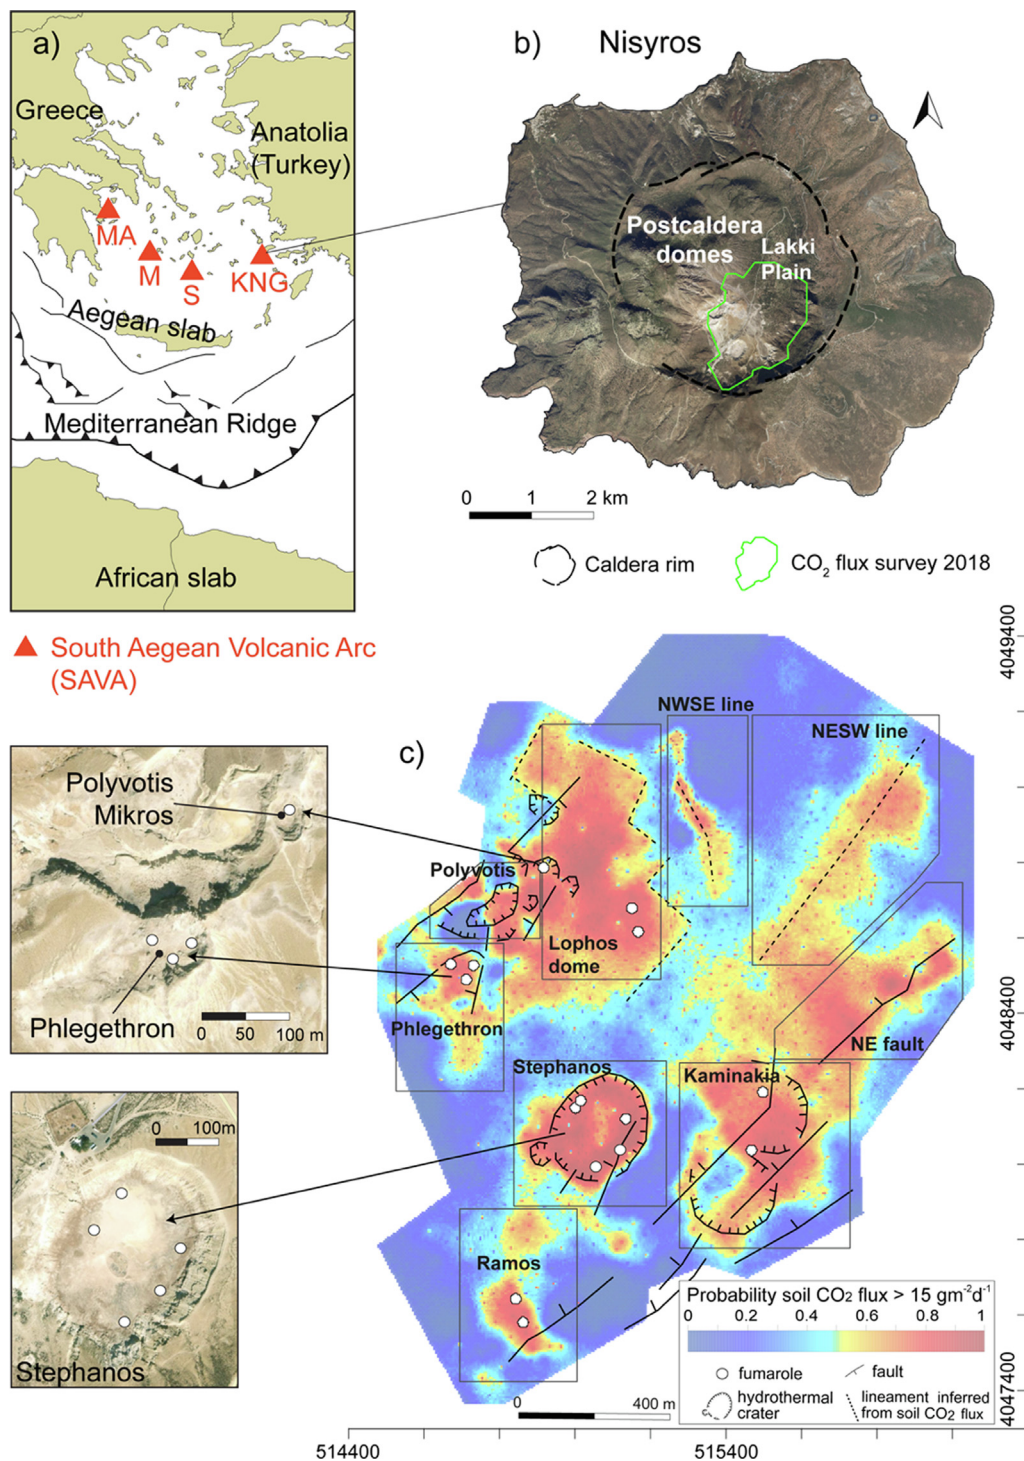 a)
Greece
Anatolia
(Turkey)
MA
M
S
KNG
Aegean slab
Mediterranean Ridge
African slab
South Aegean Volcanic Arc
(SAVA)
b)
Nisyros
Postcaldera
domes
Lakki
Plain
0 1 2 km
Caldera rim
CO2 flux survey 2018
Polyvotis
Mikros
Phlegethron
0 50 100 m
0 100m
Stephanos
c)
NWSE line
NESW line
Polyvotis
Lophos
dome
Phlegethron
NE fault
Stephanos
Kaminakia
Ramos
Probability soil CO2 flux > 15 gm-2d-1
0 0.2 0.4 0.6 0.8 1
fumarole
fault
hydrothermal
crater
lineament inferred
from soil CO2 flux
0 400 m
4049400
4048400
4047400
514400
515400